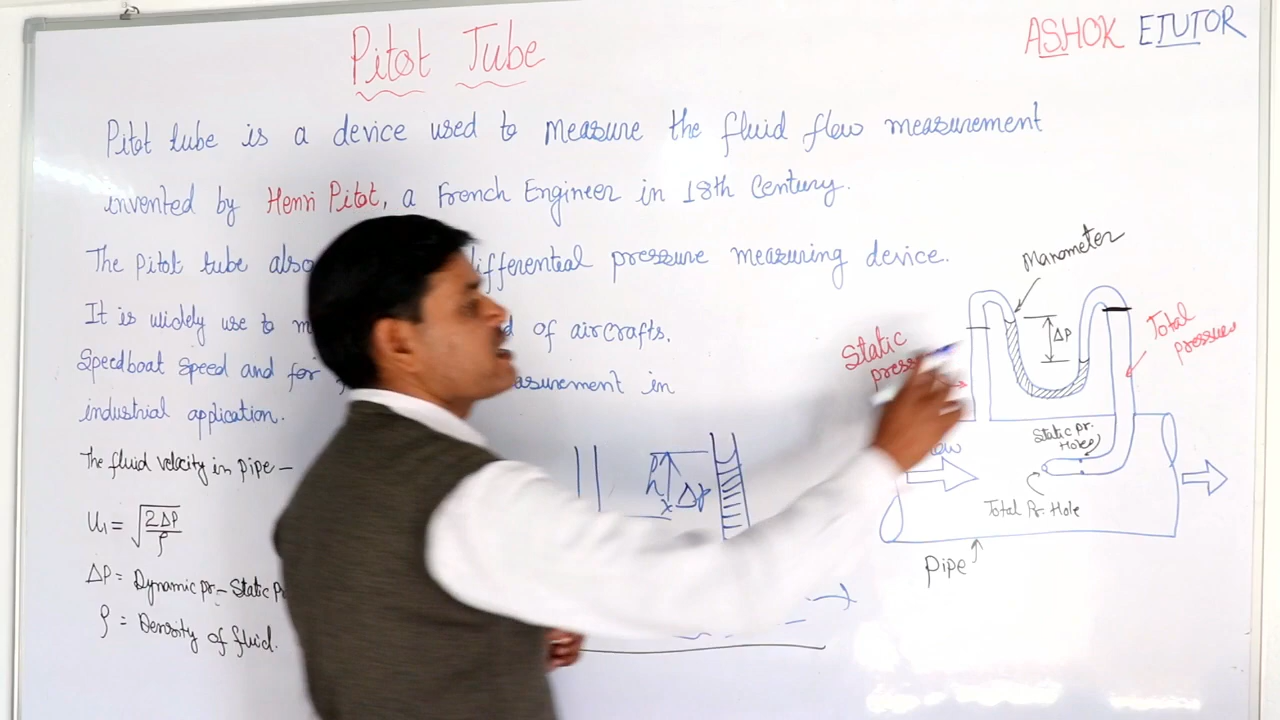 Pitot Tube
ASHOK ETUTOR
Pitot tube is a device used to measure the fluid flow measurement
invented by Henri Pitot, a French Engineer in 18th Century.
The Pitot tube also differential pressure measuring device.
It is widely use to of aircrafts.
Speedboat Speed and for in
industrial application.
The fluid velocity in pipe –
U₁ = √(2ΔP/ρ)
ΔP = Dynamic pr. – Static
ρ = Density of fluid.
h
Manometer
ΔP
Total
pressure
Static
Static pr.
Hole
Total Pr. Hole
Pipe